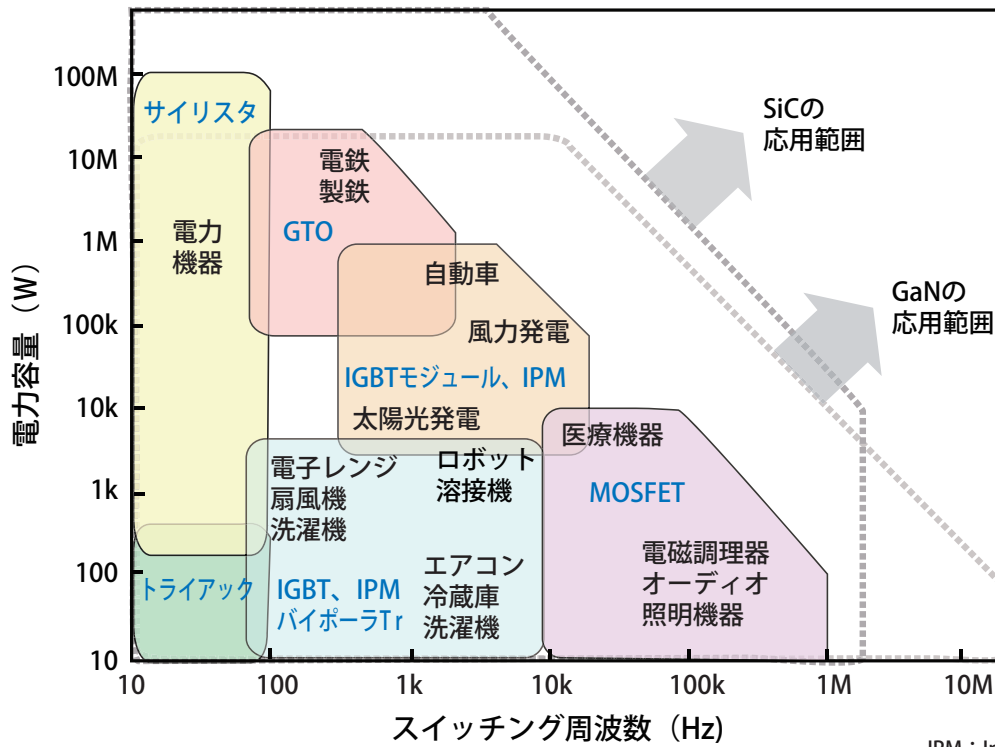 電力容量（W）
100M
10M
1M
100k
10k
1k
100
10
サイリスタ
電力
機器
トライアック
電鉄
製鉄
GTO
自動車
風力発電
IGBTモジュール、IPM
太陽光発電
電子レンジ
扇風機
洗濯機
ロボット
溶接機
IGBT、IPM
バイポーラTr
エアコン
冷蔵庫
洗濯機
医療機器
MOSFET
電磁調理器
オーディオ
照明機器
SiCの
応用範囲
GaNの
応用範囲
10 100 1k 10k 100k 1M 10M
スイッチング周波数（Hz）